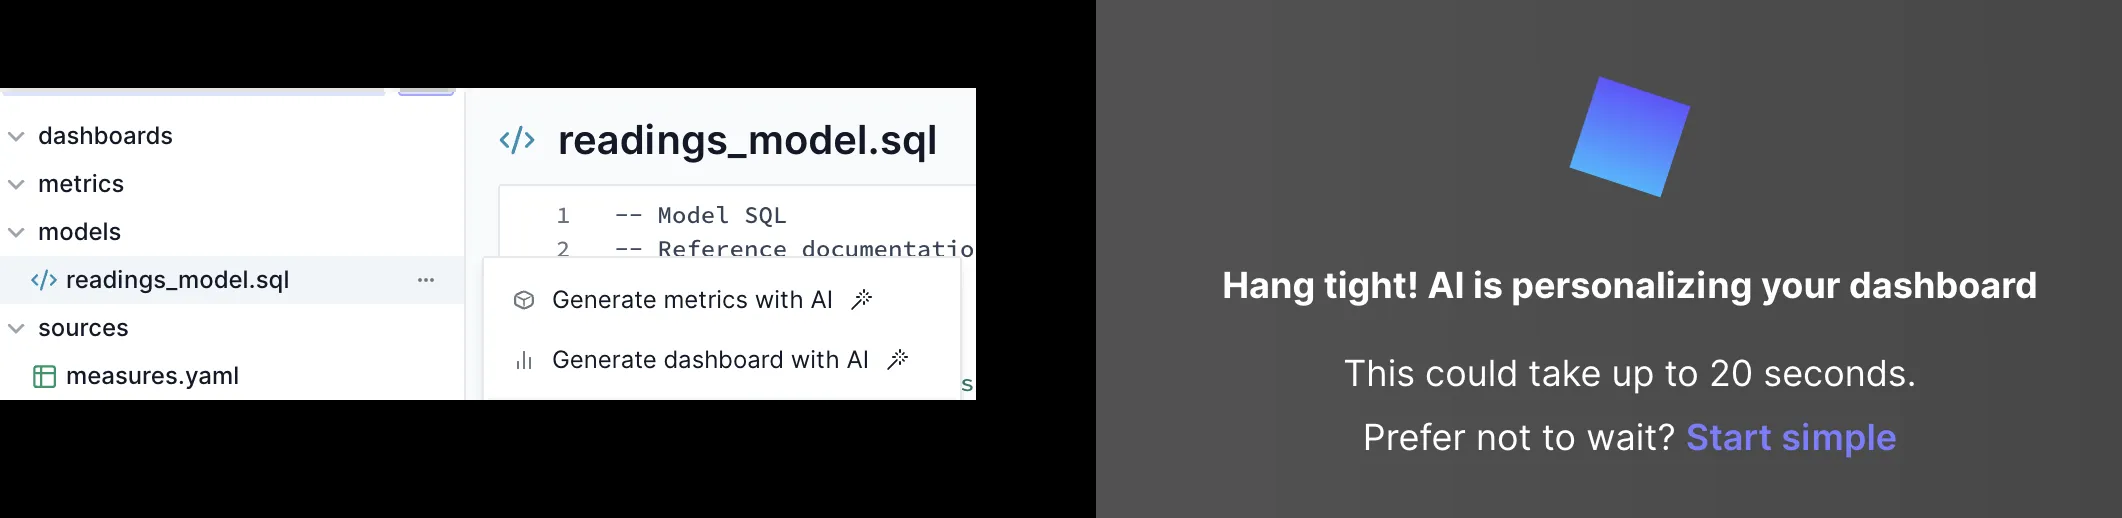 dashboards
metrics
models
readings_model.sql
sources
measures.yaml
readings_model.sql
1 -- Model SQL
2 -- Reference documentatio
Generate metrics with AI
Generate dashboard with AI
s
Hang tight! AI is personalizing your dashboard
This could take up to 20 seconds.
Prefer not to wait? Start simple